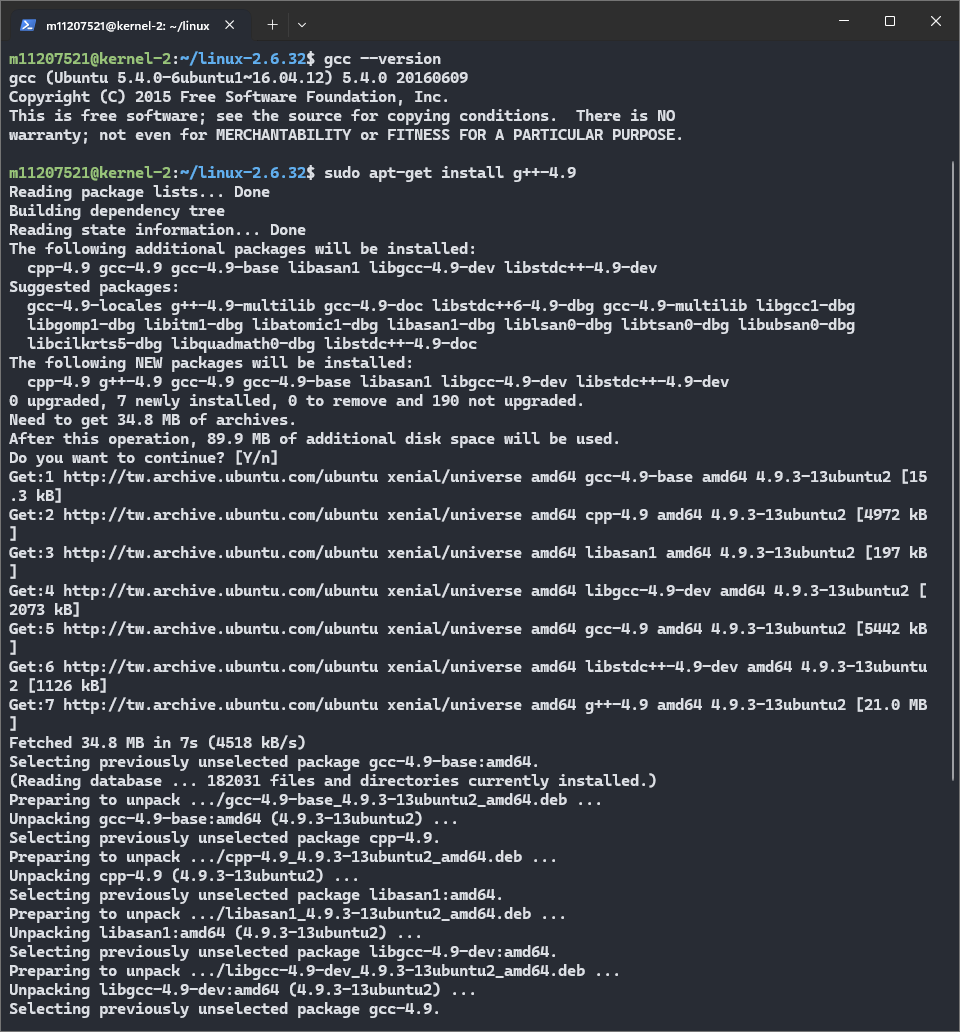 m11207521@kernel-2: ~/linux
m11207521@kernel-2:~/linux-2.6.32$ gcc --version
gcc (Ubuntu 5.4.0-6ubuntu1~16.04.12) 5.4.0 20160609
Copyright (C) 2015 Free Software Foundation, Inc.
This is free software; see the source for copying conditions.  There is NO
warranty; not even for MERCHANTABILITY or FITNESS FOR A PARTICULAR PURPOSE.
m11207521@kernel-2:~/linux-2.6.32$ sudo apt-get install g++-4.9
Reading package lists... Done
Building dependency tree
Reading state information... Done
The following additional packages will be installed:
  cpp-4.9 gcc-4.9 gcc-4.9-base libasan1 libgcc-4.9-dev libstdc++-4.9-dev
Suggested packages:
  gcc-4.9-locales g++-4.9-multilib gcc-4.9-doc libstdc++6-4.9-dbg gcc-4.9-multilib libgcc1-dbg
  libgomp1-dbg libitm1-dbg libatomic1-dbg libasan1-dbg liblsan0-dbg libtsan0-dbg libubsan0-dbg
  libcilkrts5-dbg libquadmath0-dbg libstdc++-4.9-doc
The following NEW packages will be installed:
  cpp-4.9 g++-4.9 gcc-4.9 gcc-4.9-base libasan1 libgcc-4.9-dev libstdc++-4.9-dev
0 upgraded, 7 newly installed, 0 to remove and 190 not upgraded.
Need to get 34.8 MB of archives.
After this operation, 89.9 MB of additional disk space will be used.
Do you want to continue? [Y/n]
Get:1 http://tw.archive.ubuntu.com/ubuntu xenial/universe amd64 gcc-4.9-base amd64 4.9.3-13ubuntu2 [15
.3 kB]
Get:2 http://tw.archive.ubuntu.com/ubuntu xenial/universe amd64 cpp-4.9 amd64 4.9.3-13ubuntu2 [4972 kB
]
Get:3 http://tw.archive.ubuntu.com/ubuntu xenial/universe amd64 libasan1 amd64 4.9.3-13ubuntu2 [197 kB
]
Get:4 http://tw.archive.ubuntu.com/ubuntu xenial/universe amd64 libgcc-4.9-dev amd64 4.9.3-13ubuntu2 [
2073 kB]
Get:5 http://tw.archive.ubuntu.com/ubuntu xenial/universe amd64 gcc-4.9 amd64 4.9.3-13ubuntu2 [5442 kB
]
Get:6 http://tw.archive.ubuntu.com/ubuntu xenial/universe amd64 libstdc++-4.9-dev amd64 4.9.3-13ubuntu
2 [1126 kB]
Get:7 http://tw.archive.ubuntu.com/ubuntu xenial/universe amd64 g++-4.9 amd64 4.9.3-13ubuntu2 [21.0 MB
]
Fetched 34.8 MB in 7s (4518 kB/s)
Selecting previously unselected package gcc-4.9-base:amd64.
(Reading database ... 182031 files and directories currently installed.)
Preparing to unpack .../gcc-4.9-base_4.9.3-13ubuntu2_amd64.deb ...
Unpacking gcc-4.9-base:amd64 (4.9.3-13ubuntu2) ...
Selecting previously unselected package cpp-4.9.
Preparing to unpack .../cpp-4.9_4.9.3-13ubuntu2_amd64.deb ...
Unpacking cpp-4.9 (4.9.3-13ubuntu2) ...
Selecting previously unselected package libasan1:amd64.
Preparing to unpack .../libasan1_4.9.3-13ubuntu2_amd64.deb ...
Unpacking libasan1:amd64 (4.9.3-13ubuntu2) ...
Selecting previously unselected package libgcc-4.9-dev:amd64.
Preparing to unpack .../libgcc-4.9-dev_4.9.3-13ubuntu2_amd64.deb ...
Unpacking libgcc-4.9-dev:amd64 (4.9.3-13ubuntu2) ...
Selecting previously unselected package gcc-4.9.